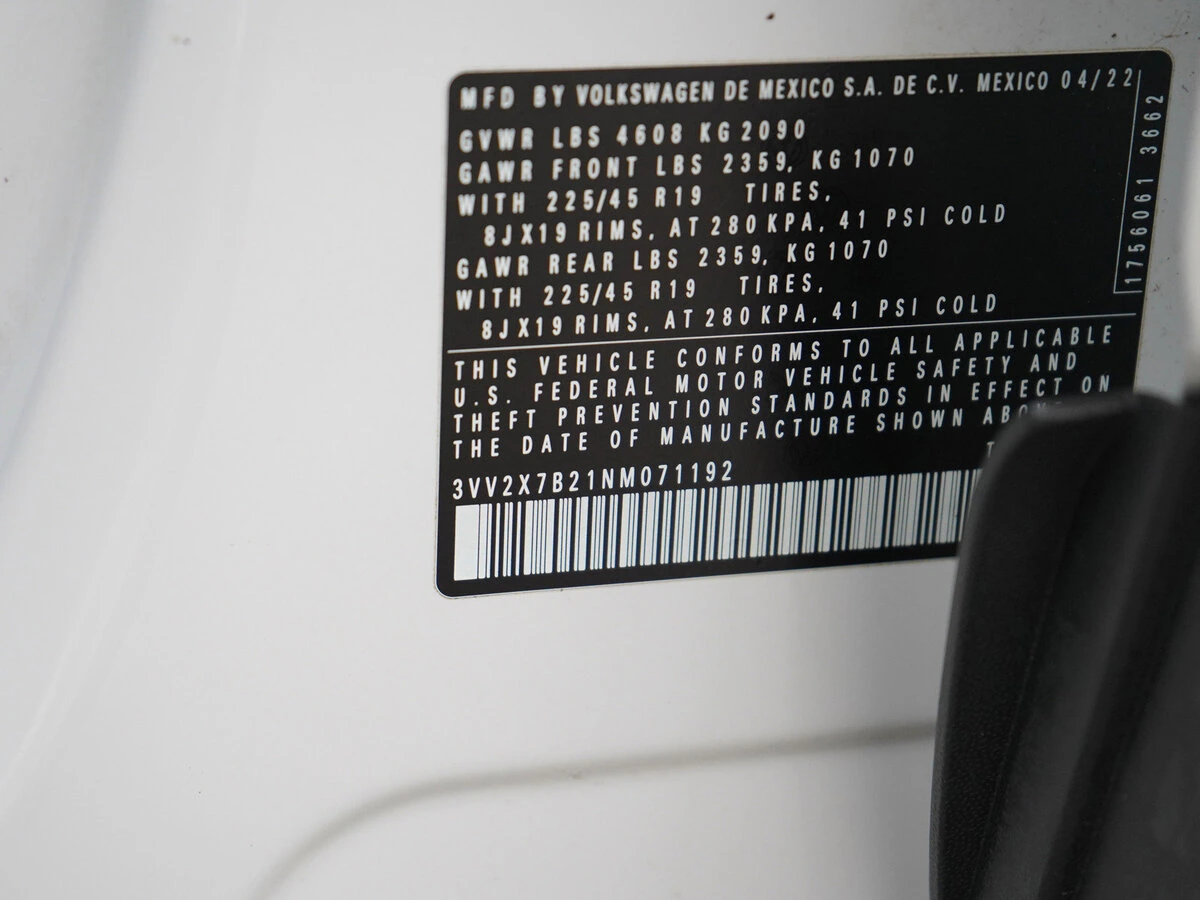 MFD BY VOLKSWAGEN DE MEXICO S.A. DE C.V. MEXICO 04/22
GVWR LBS 4608 KG 2090
GAWR FRONT LBS 2359, KG 1070
WITH 225/45 R19 TIRES,
8JX19 RIMS, AT 280 KPA, 41 PSI COLD
GAWR REAR LBS 2359, KG 1070
WITH 225/45 R19 TIRES,
8JX19 RIMS, AT 280 KPA, 41 PSI COLD
1756061 3662
THIS VEHICLE CONFORMS TO ALL APPLICABLE
U.S. FEDERAL MOTOR VEHICLE SAFETY AND
THEFT PREVENTION STANDARDS IN EFFECT ON
THE DATE OF MANUFACTURE SHOWN
3VV2X7B21NM071192